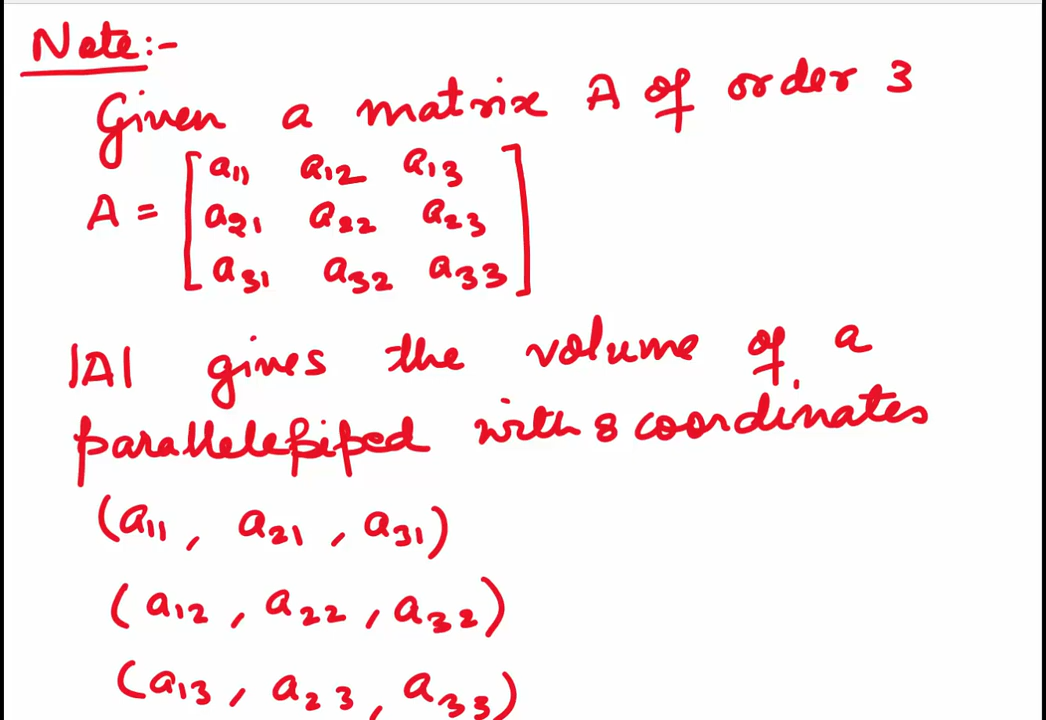 Note:-
Given a matrix A of order 3
A = [ a11 a12 a13
a21 a22 a23
a31 a32 a33 ]
|A| gives the volume of a
parallelepiped with 8 coordinates
(a11, a21, a31)
(a12, a22, a32)
(a13, a23, a33)